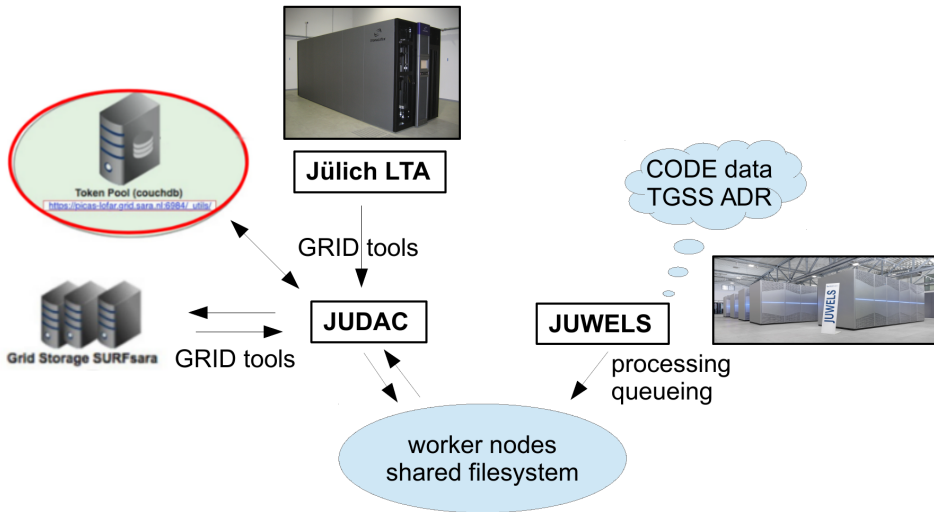 Jülich LTA
CODE data
TGSS ADR
Token Pool (couchdb)
https://picas-lofar.grid.sara.nl:6984/_utils/
GRID tools
JUWELS
JUDAC
JUWELS
Grid Storage SURFsara
GRID tools
processing
queueing
worker nodes
shared filesystem